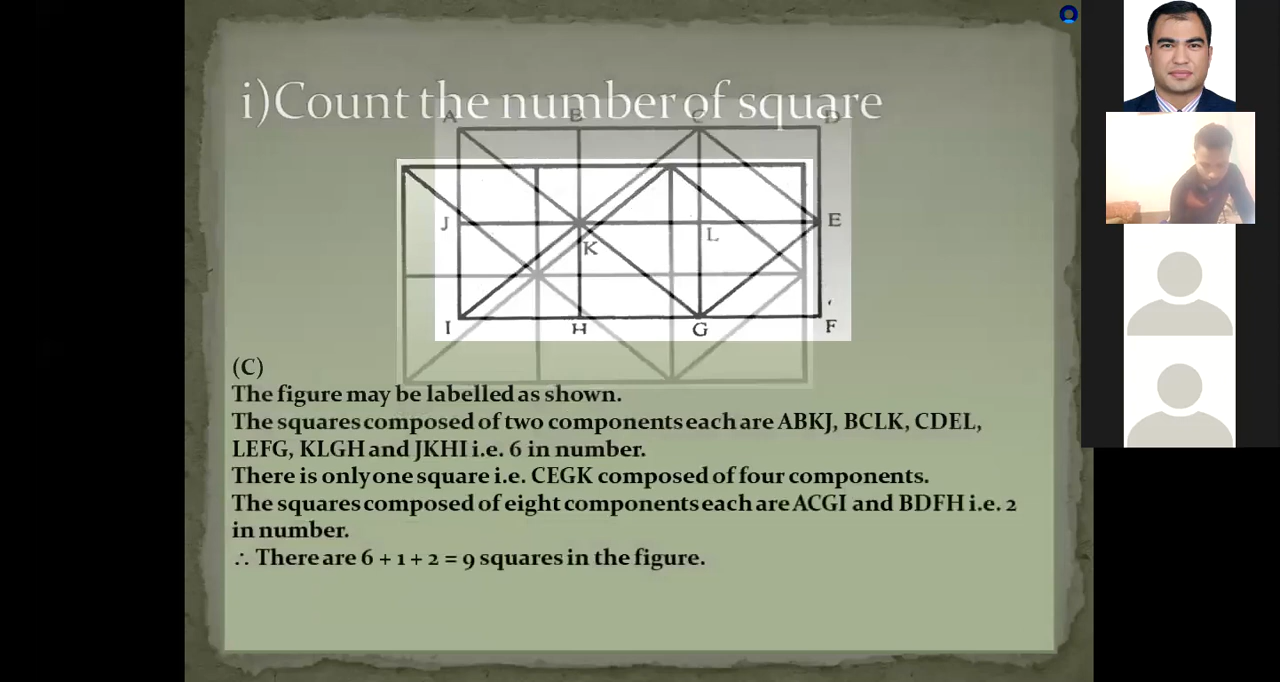 i)Count the number of square
A B C D
J K L E
I H G F
(C)
The figure may be labelled as shown.
The squares composed of two components each are ABKJ, BCLK, CDEL,
LEFG, KLGH and JKHI i.e. 6 in number.
There is only one square i.e. CEGK composed of four components.
The squares composed of eight components each are ACGI and BDFH i.e. 2
in number.
∴ There are 6 + 1 + 2 = 9 squares in the figure.